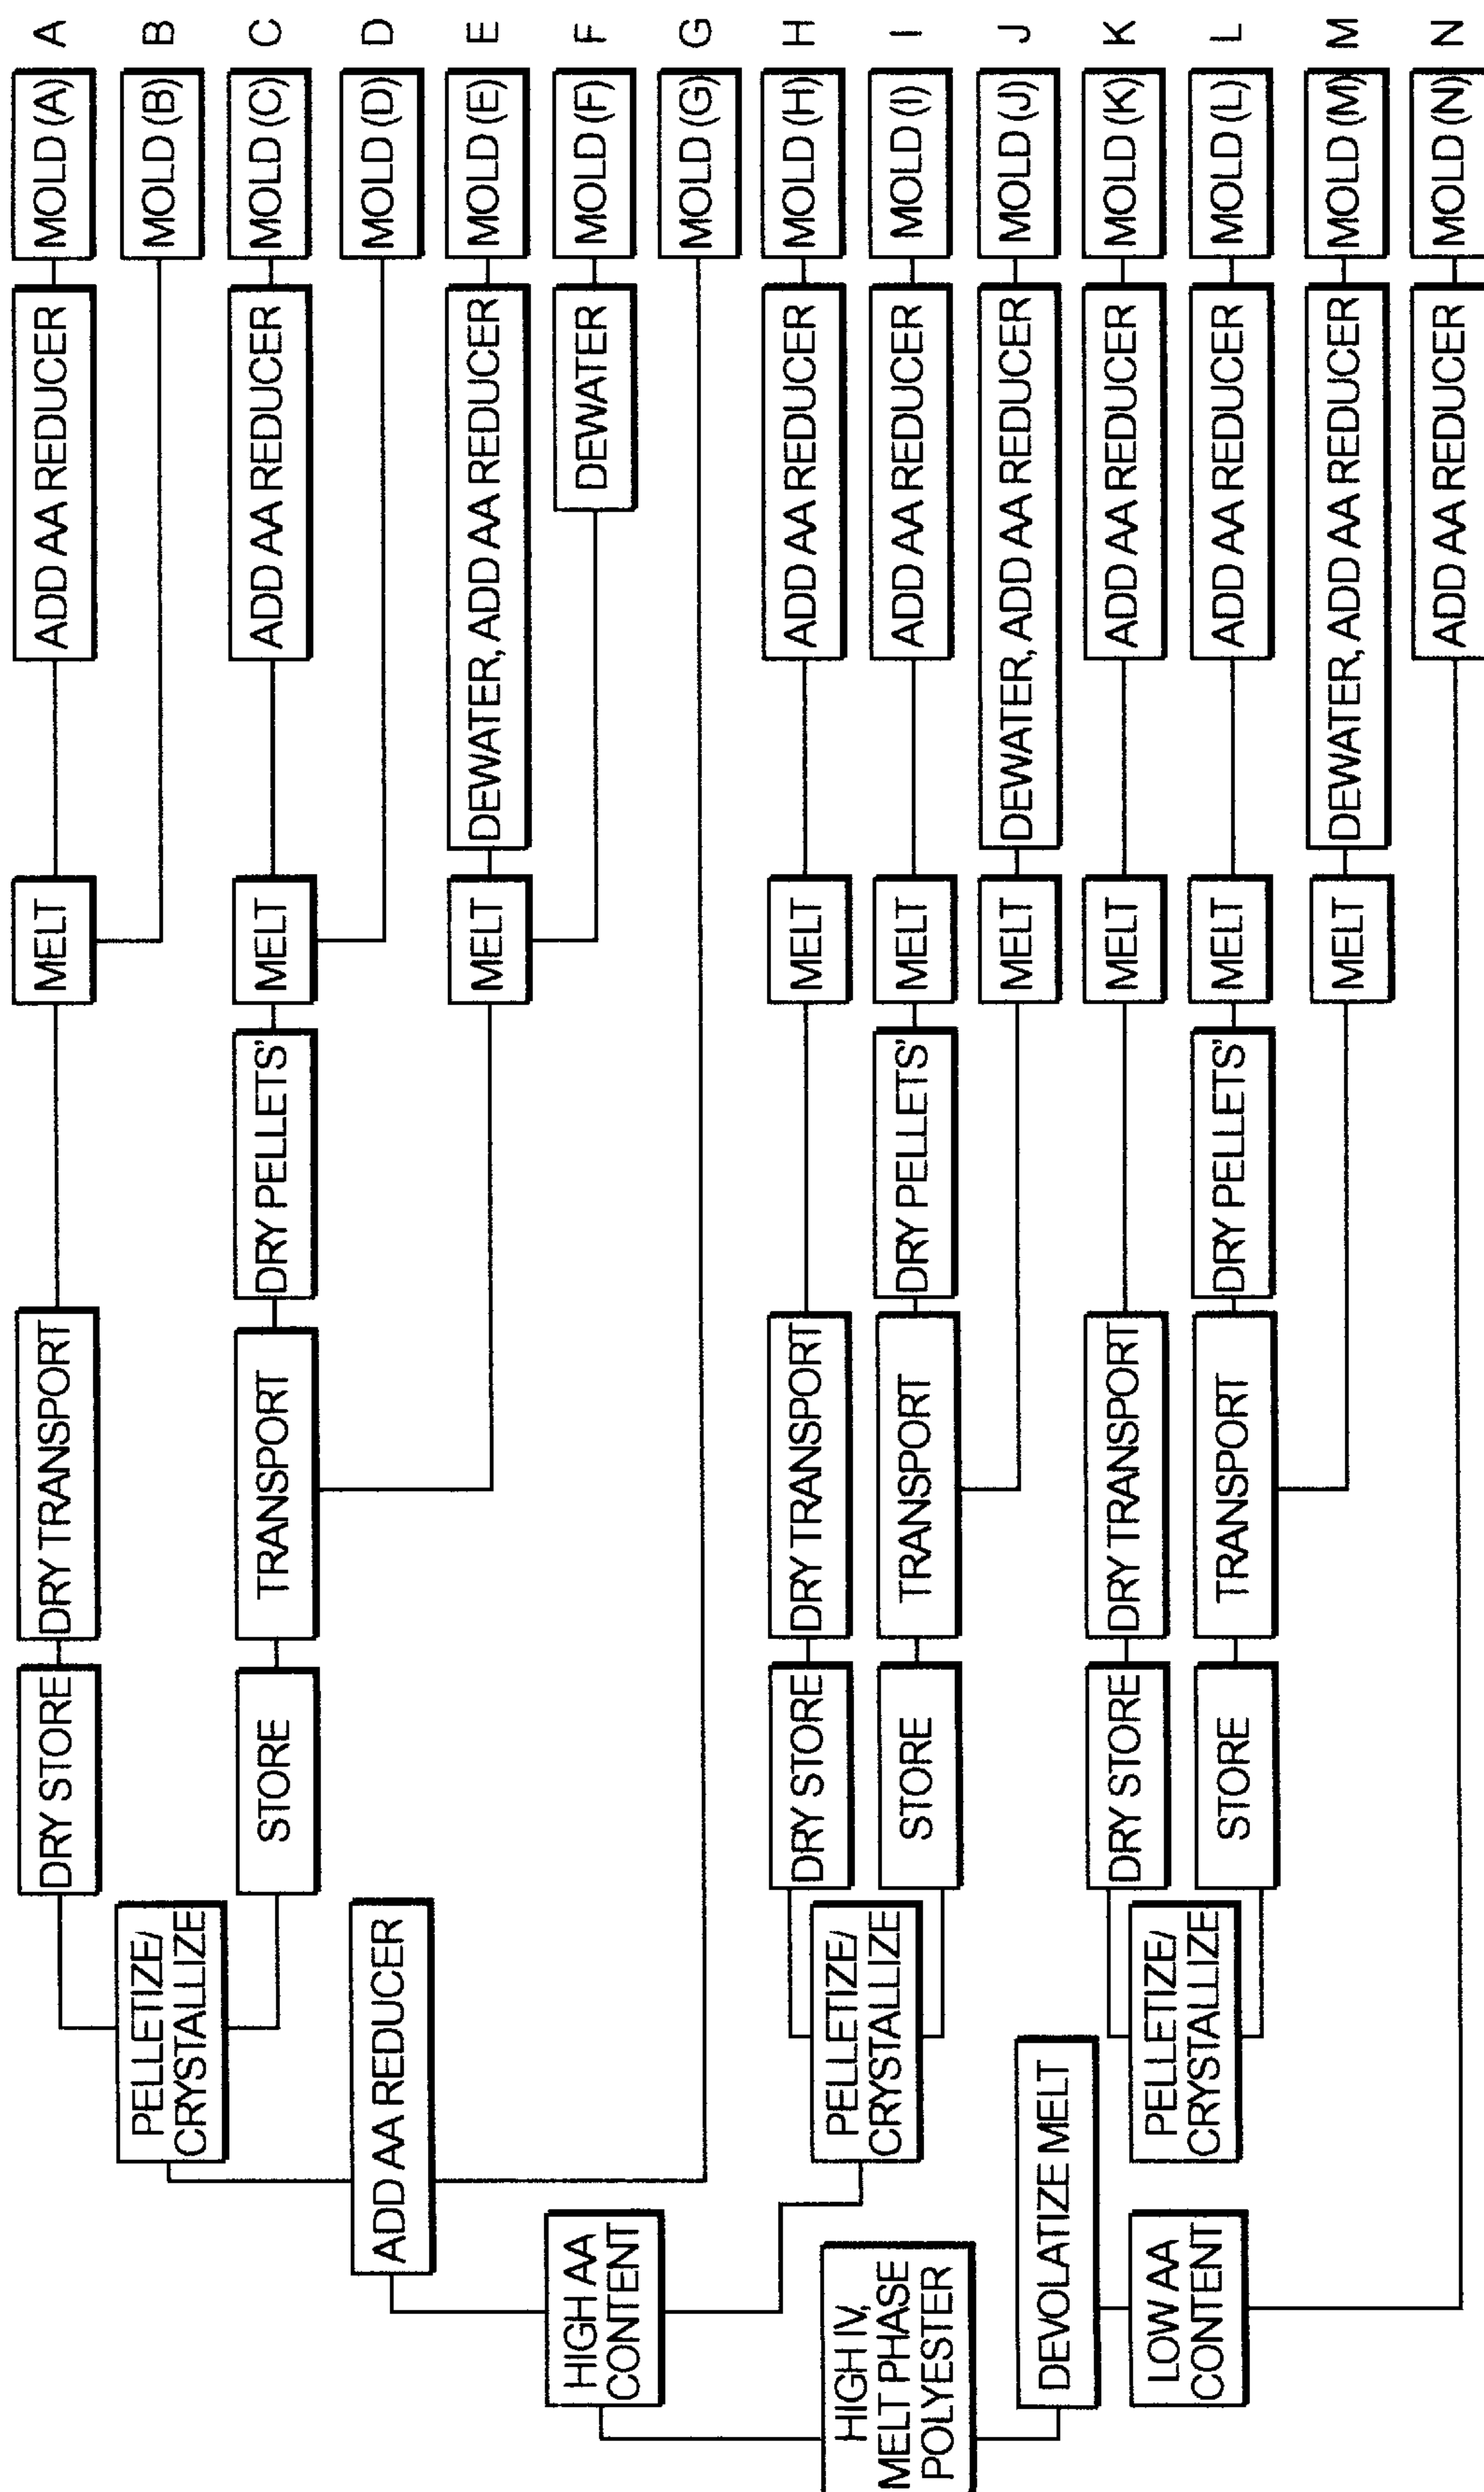 HIGH IV,
MELT PHASE
POLYESTER
HIGH AA
CONTENT
DEVOLATIZE MELT
LOW AA
CONTENT
ADD AA REDUCER
PELLETIZE/
CRYSTALLIZE
PELLETIZE/
CRYSTALLIZE
PELLETIZE/
CRYSTALLIZE
DRY STORE
DRY TRANSPORT
MELT
ADD AA REDUCER
MOLD (A)
A
MOLD (B)
B
STORE
TRANSPORT
DRY PELLETS'
MELT
ADD AA REDUCER
MOLD (C)
C
MOLD (D)
D
MELT
DEWATER, ADD AA REDUCER
MOLD (E)
E
DEWATER
MOLD (F)
F
MOLD (G)
G
DRY STORE
DRY TRANSPORT
MELT
ADD AA REDUCER
MOLD (H)
H
STORE
TRANSPORT
DRY PELLETS'
MELT
ADD AA REDUCER
MOLD (I)
I
MELT
DEWATER, ADD AA REDUCER
MOLD (J)
J
DRY STORE
DRY TRANSPORT
MELT
ADD AA REDUCER
MOLD (K)
K
STORE
TRANSPORT
DRY PELLETS'
MELT
ADD AA REDUCER
MOLD (L)
L
MELT
DEWATER, ADD AA REDUCER
MOLD (M)
M
ADD AA REDUCER
MOLD (N)
N